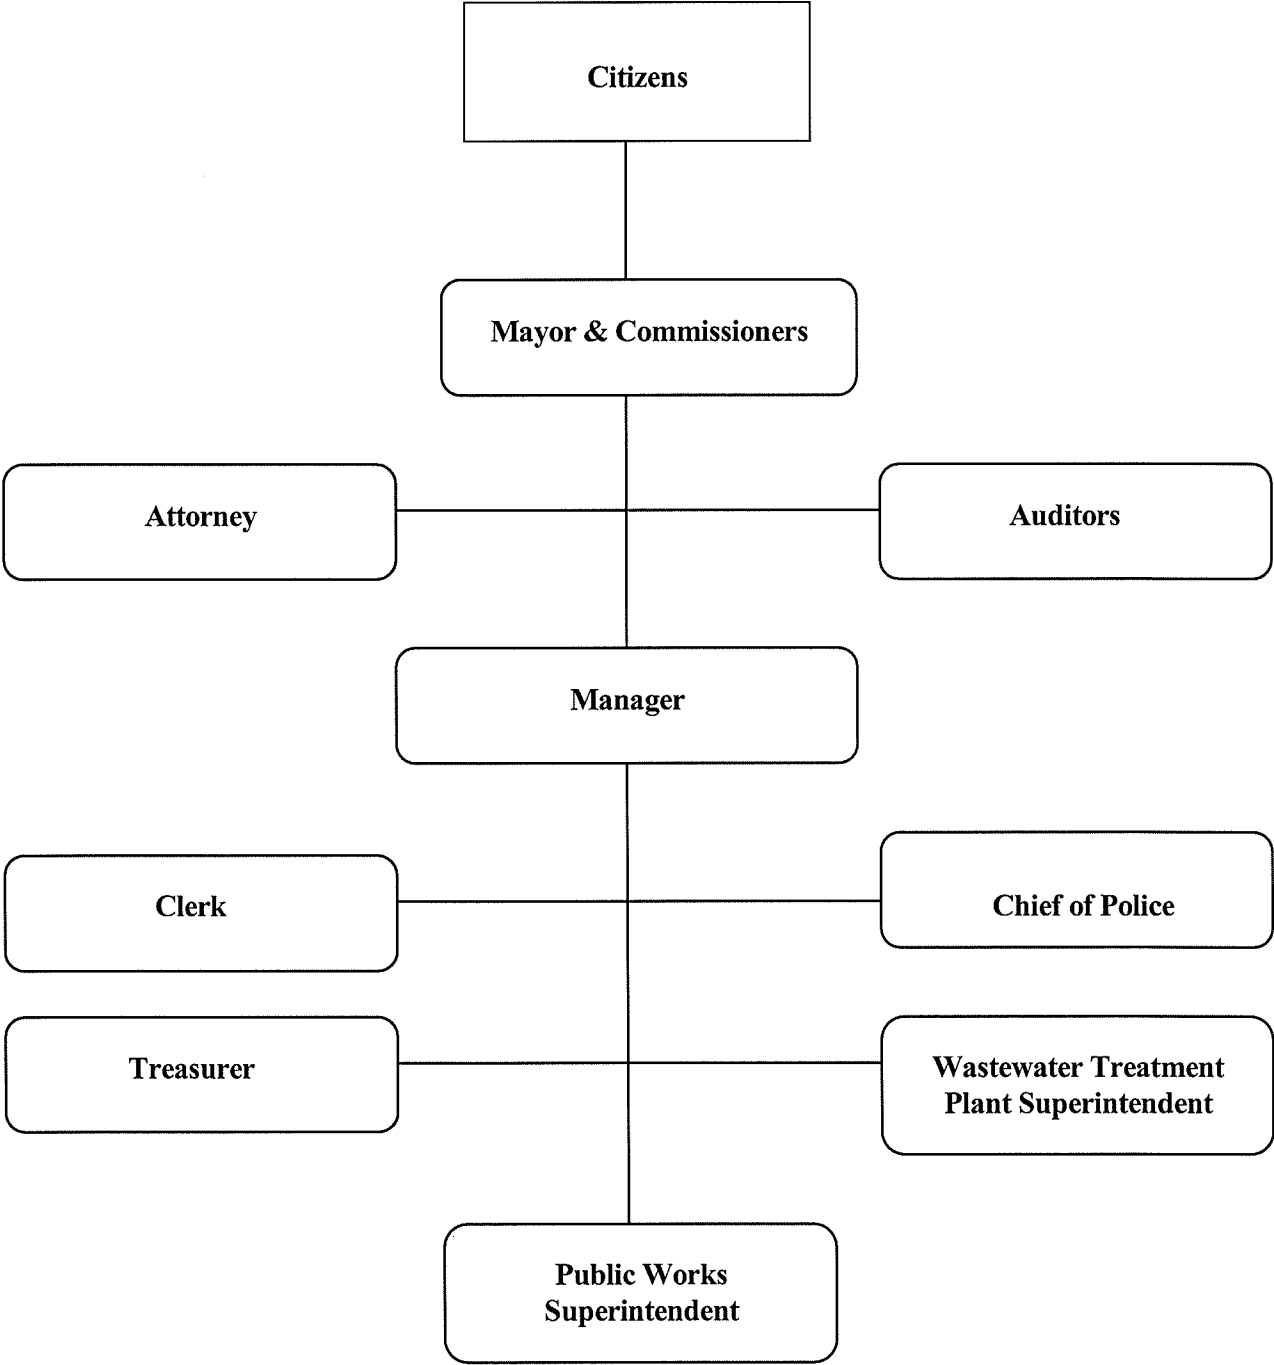 Citizens
Mayor & Commissioners
Attorney
Auditors
Manager
Clerk
Chief of Police
Treasurer
Wastewater Treatment
Plant Superintendent
Public Works
Superintendent